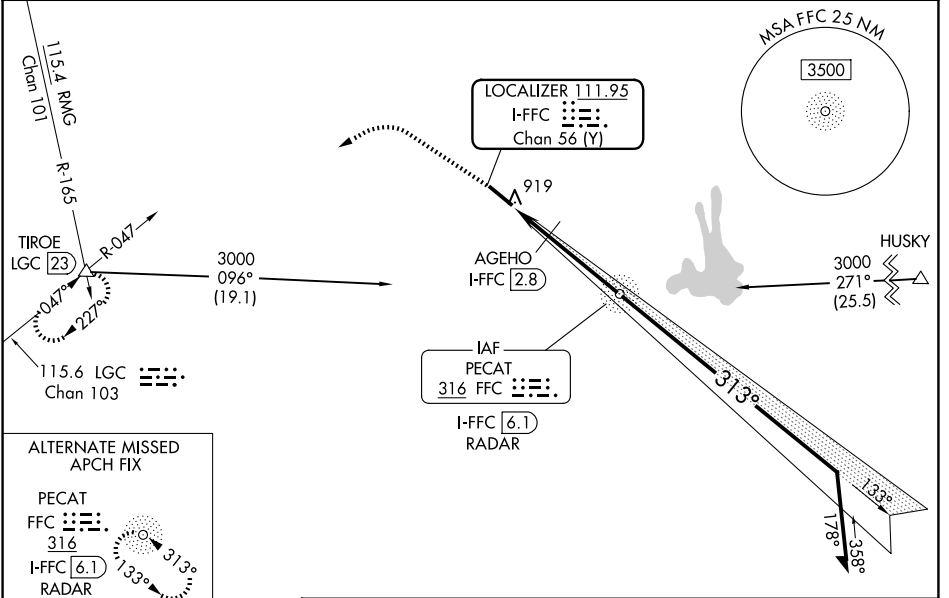 115.4 RMG
Chan 101
R-165
TIROE
LGC 23
R-047
047°
227°
115.6 LGC
Chan 103
3000
096°
(19.1)
LOCALIZER 111.95
I-FFC
Chan 56 (Y)
919
AGEHO
I-FFC 2.8
IAF
PECAT
316 FFC
I-FFC 6.1
RADAR
313°
133°
178°
358°
MSA FFC 25 NM
3500
HUSKY
3000
271°
(25.5)
ALTERNATE MISSED
APCH FIX
PECAT
FFC
316
I-FFC 6.1
RADAR
313°
133°